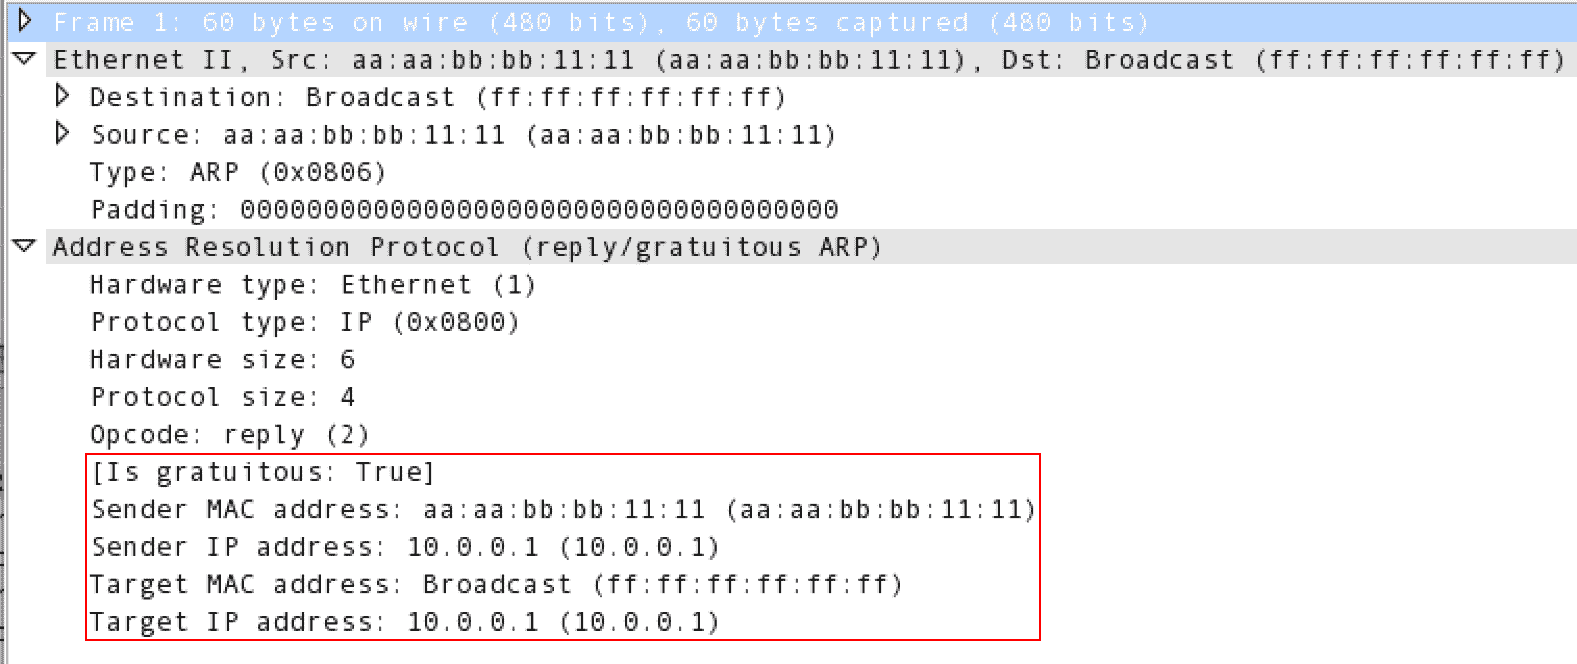 Frame 1: 60 bytes on wire (480 bits), 60 bytes captured (480 bits)
Ethernet II, Src: aa:aa:bb:bb:11:11 (aa:aa:bb:bb:11:11), Dst: Broadcast (ff:ff:ff:ff:ff:ff)
Destination: Broadcast (ff:ff:ff:ff:ff:ff)
Source: aa:aa:bb:bb:11:11 (aa:aa:bb:bb:11:11)
Type: ARP (0x0806)
Padding: 000000000000000000000000000000000000
Address Resolution Protocol (reply/gratuitous ARP)
Hardware type: Ethernet (1)
Protocol type: IP (0x0800)
Hardware size: 6
Protocol size: 4
Opcode: reply (2)
[Is gratuitous: True]
Sender MAC address: aa:aa:bb:bb:11:11 (aa:aa:bb:bb:11:11)
Sender IP address: 10.0.0.1 (10.0.0.1)
Target MAC address: Broadcast (ff:ff:ff:ff:ff:ff)
Target IP address: 10.0.0.1 (10.0.0.1)